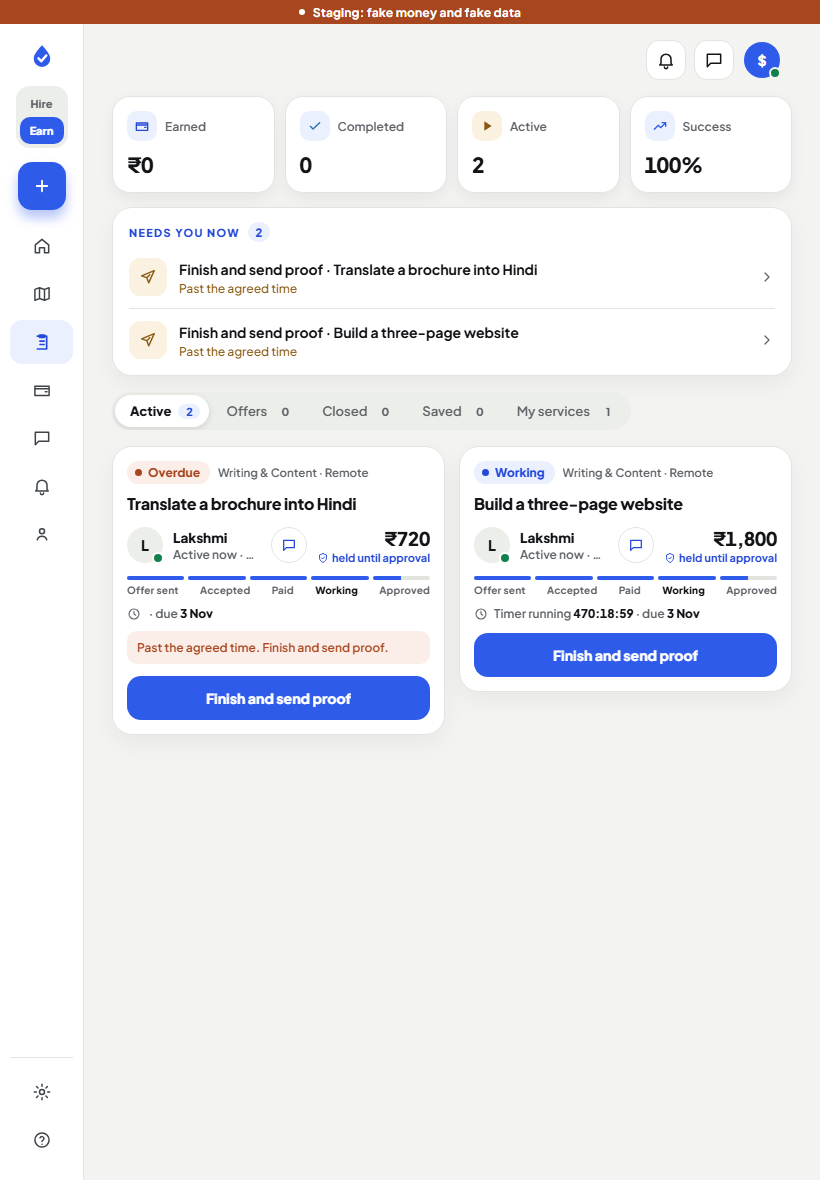 Staging: fake money and fake data
Hire
Earn
$
Earned
₹0
Completed
0
Active
2
Success
100%
NEEDS YOU NOW 2
Finish and send proof · Translate a brochure into Hindi
Past the agreed time
Finish and send proof · Build a three-page website
Past the agreed time
Active 2 Offers 0 Closed 0 Saved 0 My services 1
Overdue Writing & Content · Remote
Translate a brochure into Hindi
L
Lakshmi
Active now · …
₹720
held until approval
Offer sent Accepted Paid Working Approved
· due 3 Nov
Past the agreed time. Finish and send proof.
Finish and send proof
Working Writing & Content · Remote
Build a three-page website
L
Lakshmi
Active now · …
₹1,800
held until approval
Offer sent Accepted Paid Working Approved
Timer running 470:18:59 · due 3 Nov
Finish and send proof